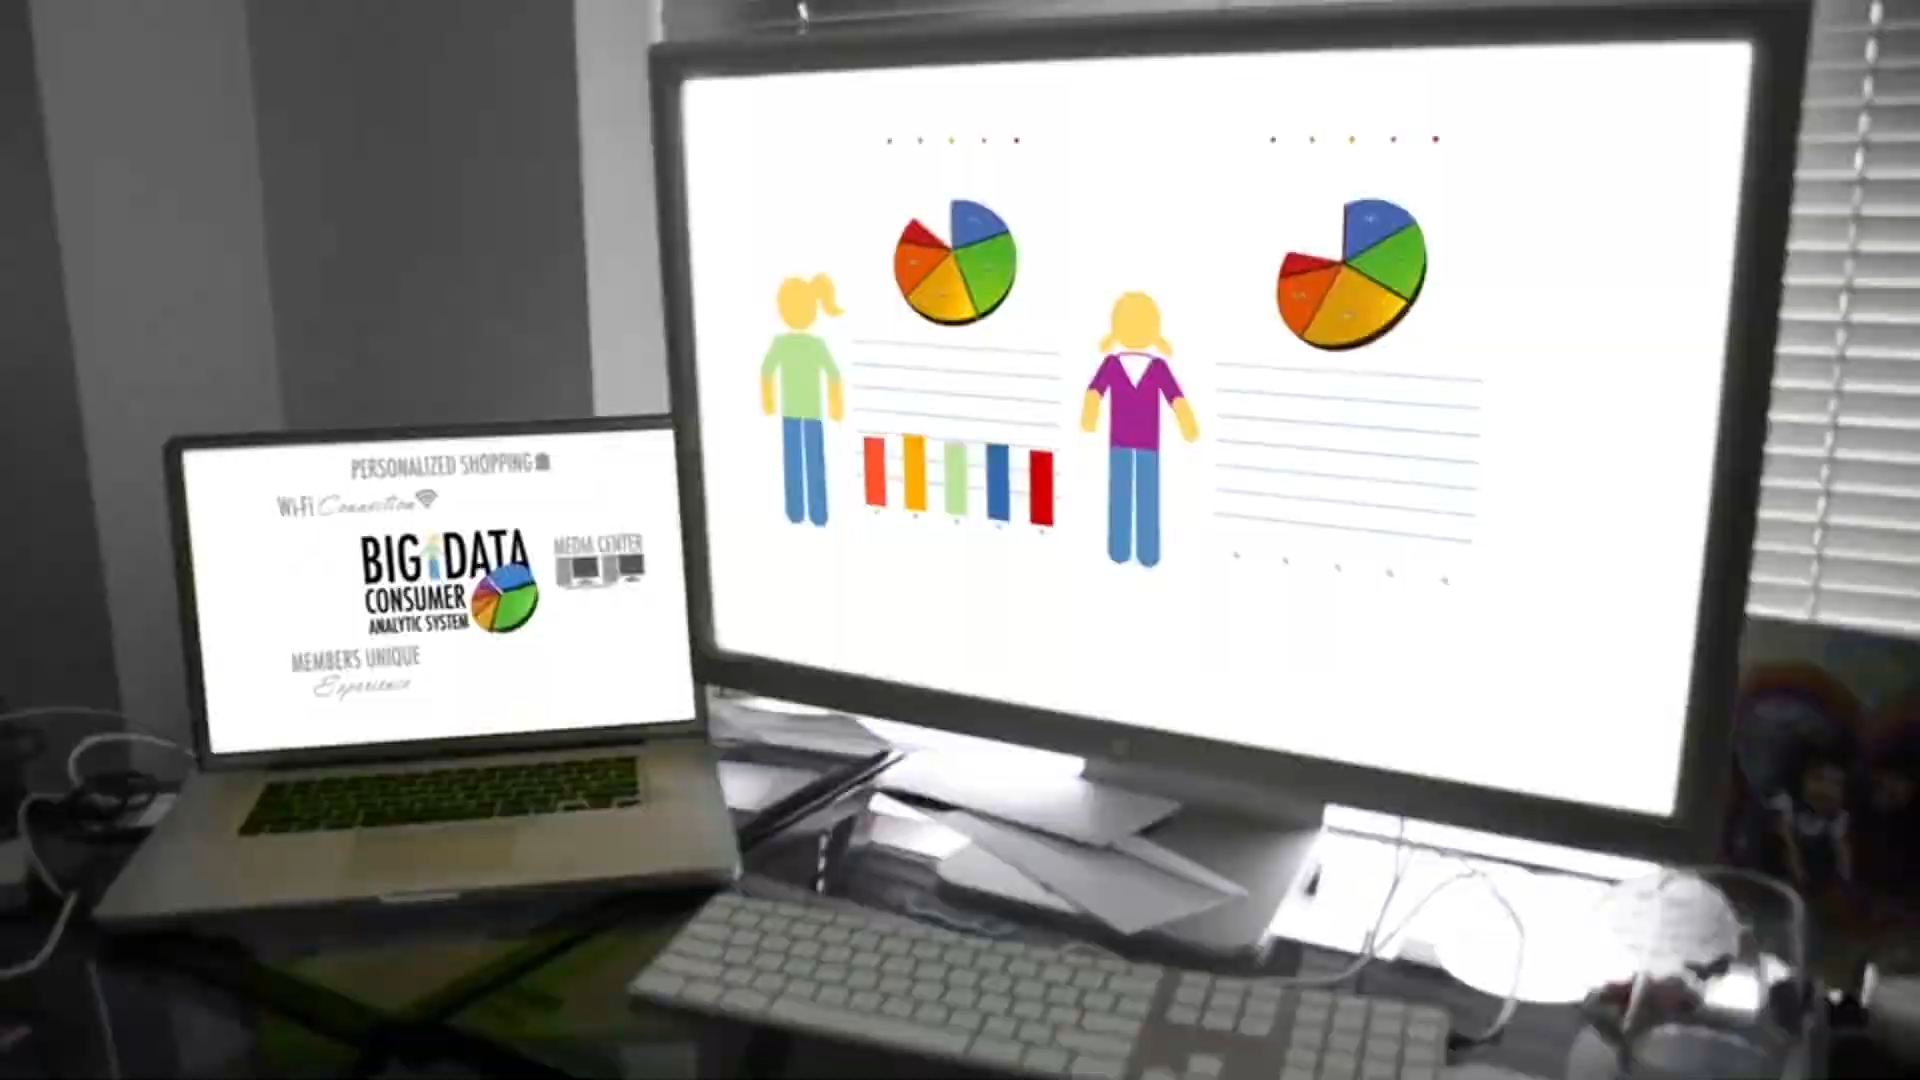 PERSONALIZED SHOPPING
Wi-Fi Connection
BIG DATA
CONSUMER
ANALYTIC SYSTEM
MEDIA CENTER
MEMBER'S UNIQUE
Experience